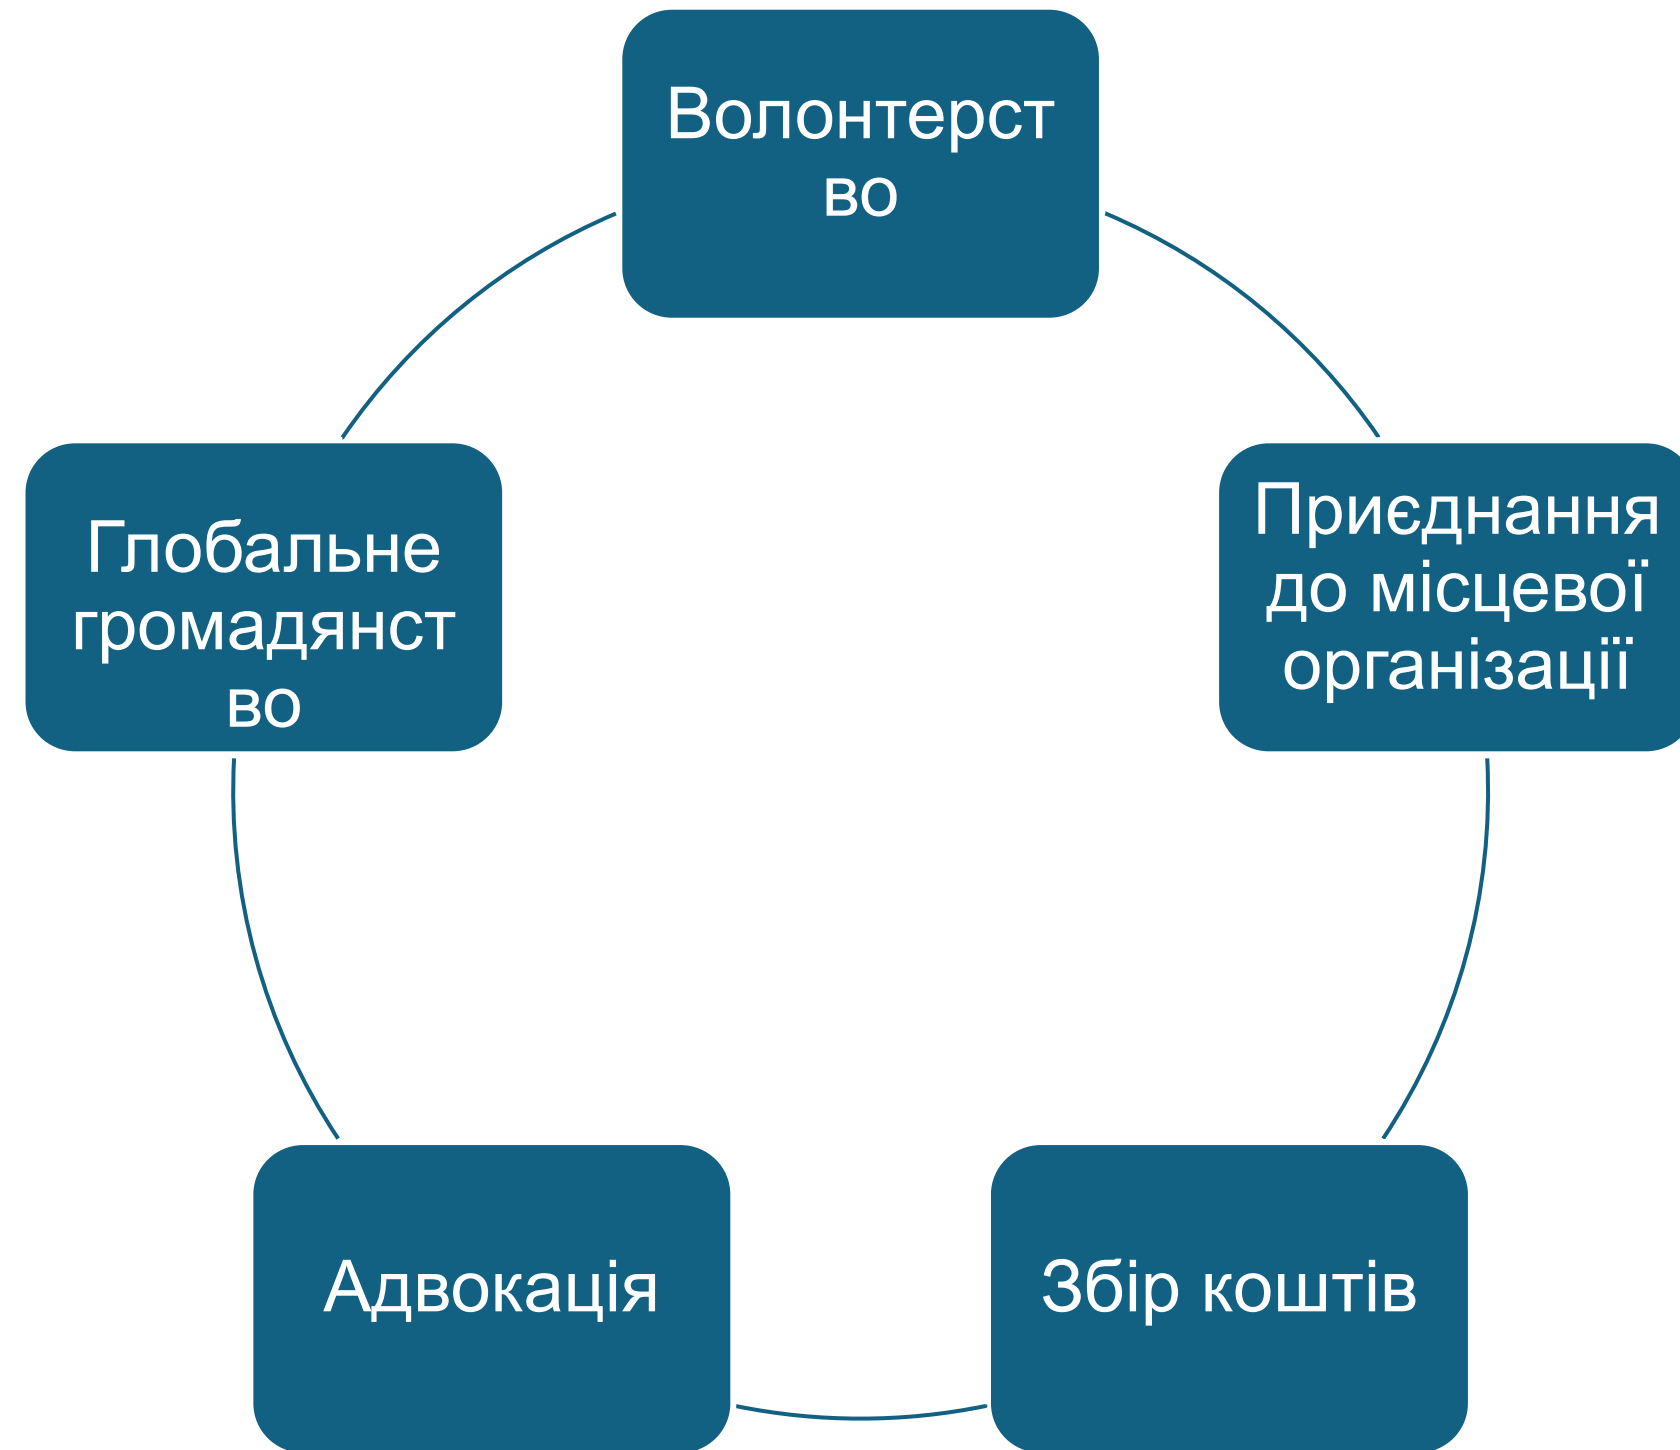 Волонтерст
во
Приєднання
до місцевої
організації
Збір коштів
Адвокація
Глобальне
громадянст
во